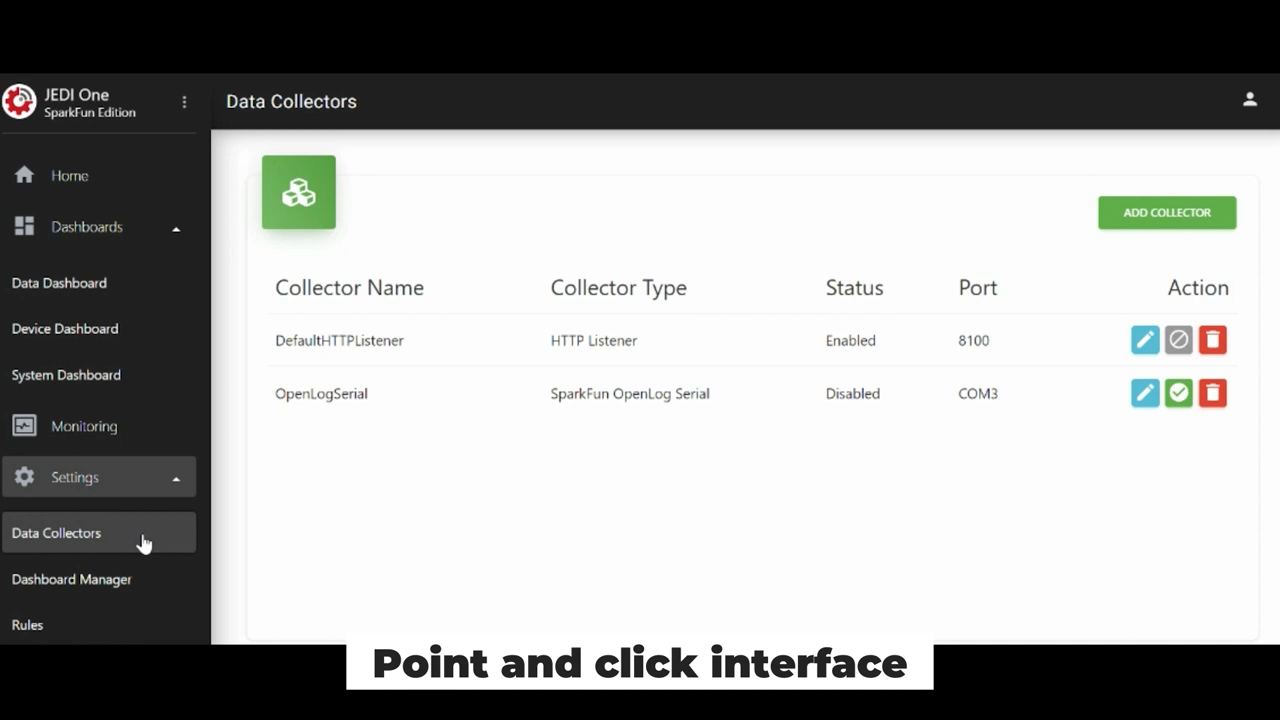 JEDI One
SparkFun Edition
Data Collectors
Home
Dashboards
Data Dashboard
Device Dashboard
System Dashboard
Monitoring
Settings
Data Collectors
Dashboard Manager
Rules
ADD COLLECTOR
Collector Name Collector Type Status Port Action
DefaultHTTPListener HTTP Listener Enabled 8100
OpenLogSerial SparkFun OpenLog Serial Disabled COM3
Point and click interface